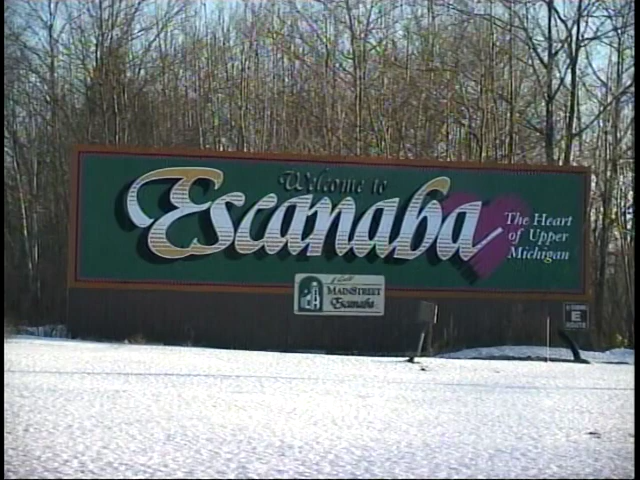 Welcome to
Escanaba
The Heart
of Upper
Michigan
MAINSTREET
Escanaba
E
ROUTE